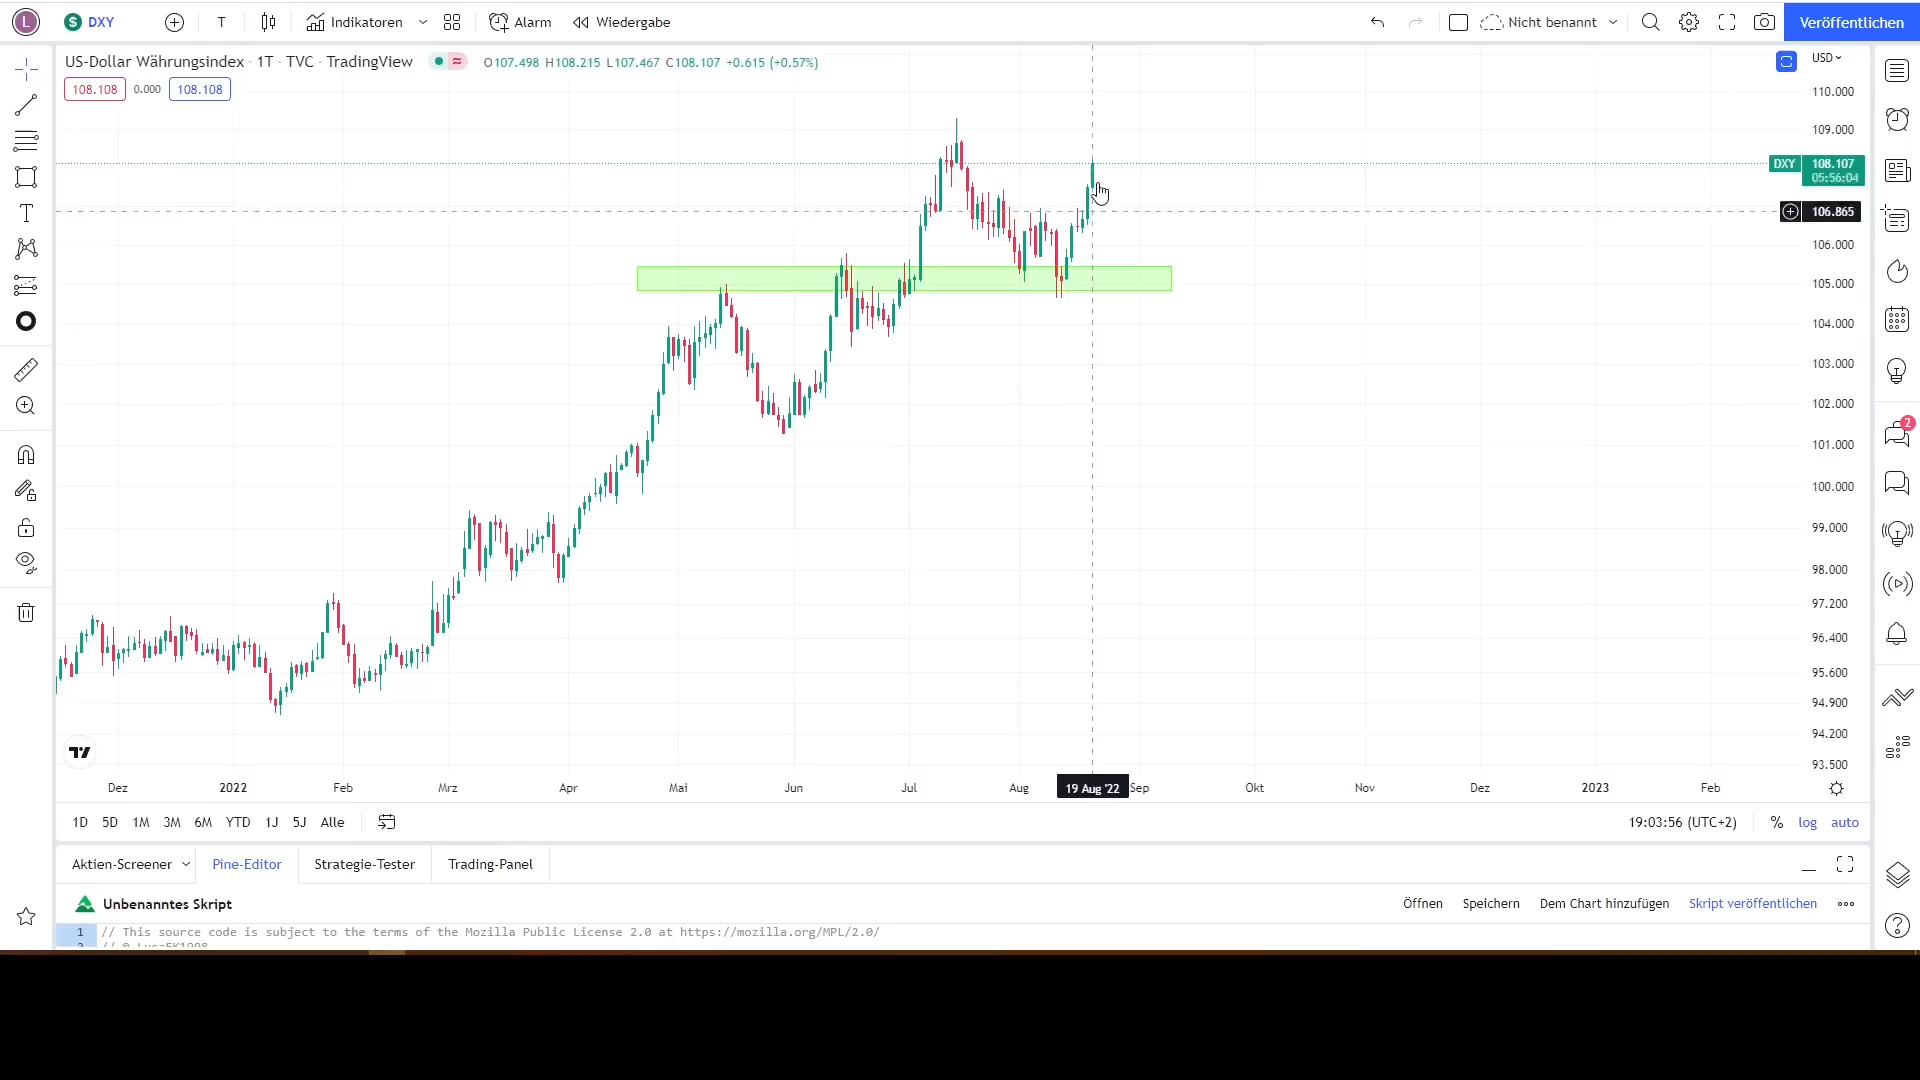 L
S DXY
T
Indikatoren
Alarm
Wiedergabe
Nicht benannt
Veröffentlichen
US-Dollar Währungsindex · 1T · TVC · TradingView
O107.498 H108.215 L107.467 C108.107 +0.615 (+0.57%)
108.108 0.000 108.108
USD
110.000
109.000
DXY 108.107
05:56:04
106.865
106.000
105.000
104.000
103.000
102.000
101.000
100.000
99.000
98.000
97.200
96.400
95.600
94.900
94.200
93.500
2
Dez 2022 Feb Mrz Apr Mai Jun Jul Aug 19 Aug '22 Sep Okt Nov Dez 2023 Feb
1D 5D 1M 3M 6M YTD 1J 5J Alle
19:03:56 (UTC+2) % log auto
Aktien-Screener Pine-Editor Strategie-Tester Trading-Panel
Unbenanntes Skript
Öffnen Speichern Dem Chart hinzufügen Skript veröffentlichen
1 // This source code is subject to the terms of the Mozilla Public License 2.0 at https://mozilla.org/MPL/2.0/